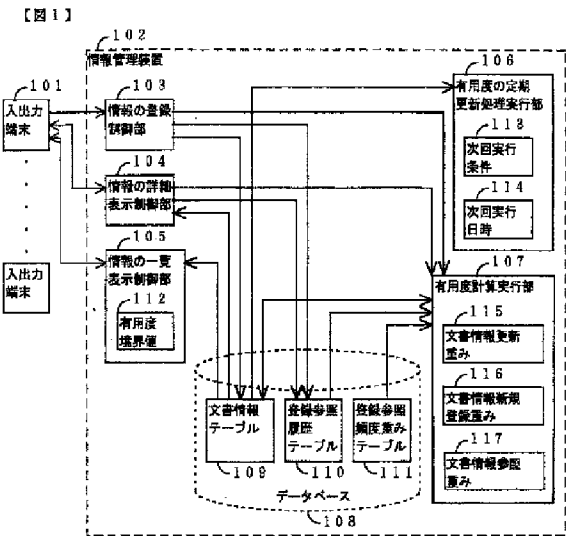 【図1】
102
情報管理装置
101
入出力
端末
入出力
端末
103
情報の登録
制御部
104
情報の詳細
表示制御部
105
情報の一覧
表示制御部
112
有用度
境界値
106
有用度の定期
更新処理実行部
113
次回実行
条件
114
次回実行
日時
107
有用度計算実行部
115
文書情報更新
重み
116
文書情報新規
登録重み
117
文書情報参照
重み
文書情報
テーブル
109
登録参照
履歴
テーブル
110
登録参照
頻度重み
テーブル
111
データベース
108